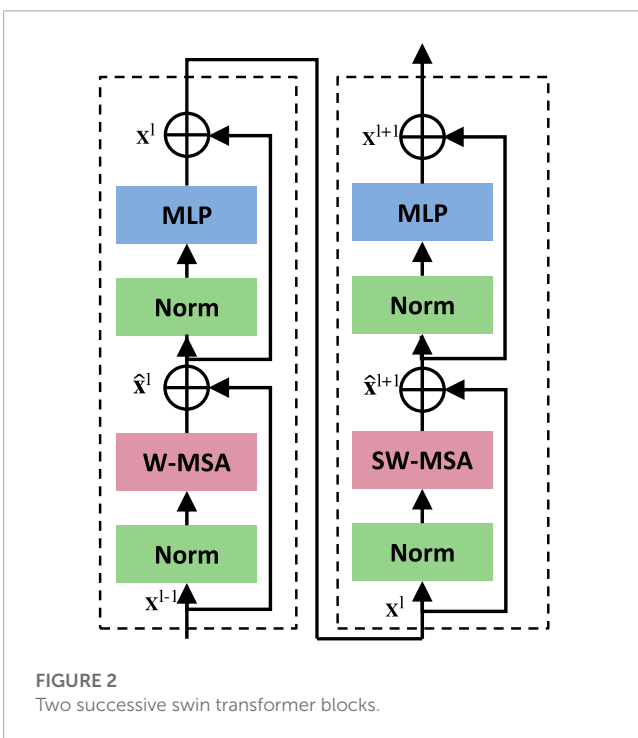 x^l
MLP
Norm
x̂^l
W-MSA
Norm
x^l-1
x^l+1
MLP
Norm
x̂^l+1
SW-MSA
Norm
x^l
FIGURE 2
Two successive swin transformer blocks.